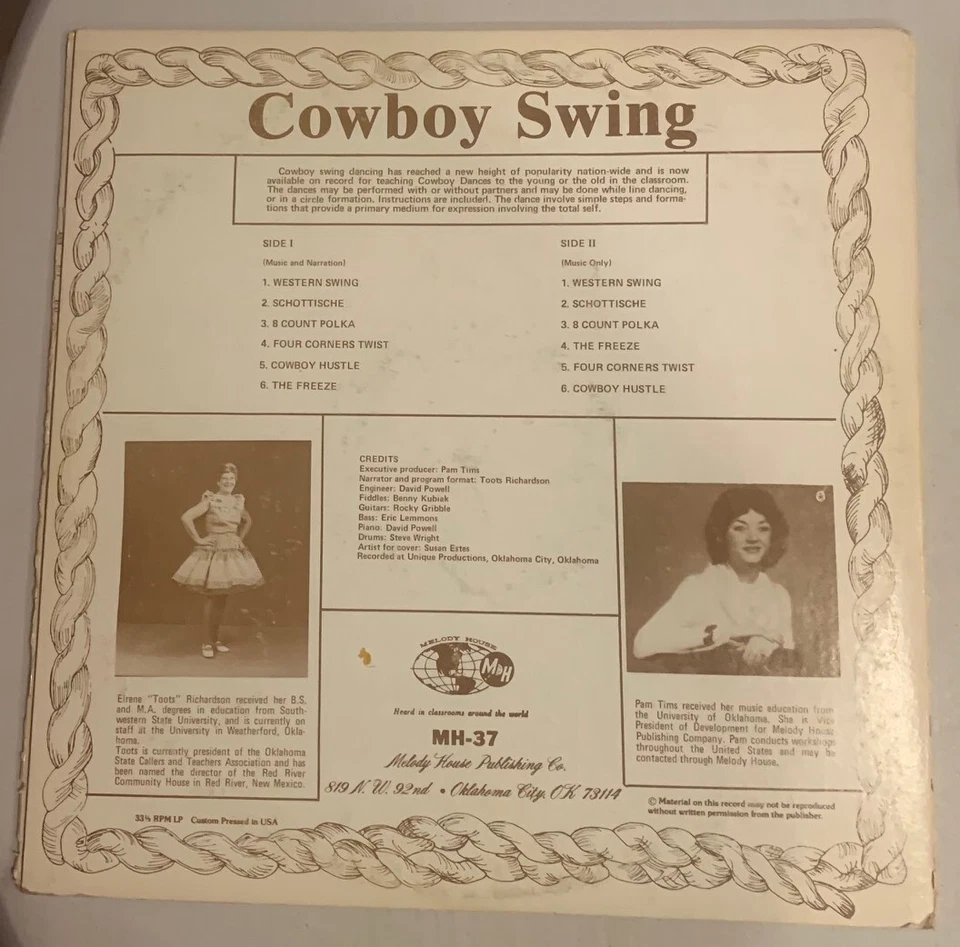 Cowboy Swing
Cowboy swing dancing has reached a new height of popularity nation-wide and is now
available on record for teaching Cowboy Dances to the young or the old in the classroom.
The dances may be performed with or without partners and may be done while line dancing,
or in a circle formation. Instructions are included. The dance involve simple steps and forma-
tions that provide a primary medium for expression involving the total self.
SIDE I
(Music and Narration)
1. WESTERN SWING
2. SCHOTTISCHE
3. 8 COUNT POLKA
4. FOUR CORNERS TWIST
5. COWBOY HUSTLE
6. THE FREEZE
SIDE II
(Music Only)
1. WESTERN SWING
2. SCHOTTISCHE
3. 8 COUNT POLKA
4. THE FREEZE
5. FOUR CORNERS TWIST
6. COWBOY HUSTLE
CREDITS
Executive producer: Pam Tims
Narrator and program format: Toots Richardson
Engineer: David Powell
Fiddles: Benny Kubiak
Guitars: Rocky Gribble
Bass: Eric Lemmons
Piano: David Powell
Drums: Steve Wright
Artist for cover: Susan Estes
Recorded at Unique Productions, Oklahoma City, Oklahoma
Elrene "Toots" Richardson received her B.S.
and M.A. degrees in education from South-
western State University, and is currently on
staff at the University in Weatherford, Okla-
homa.
Toots is currently president of the Oklahoma
State Callers and Teachers Association and has
been named the director of the Red River
Community House in Red River, New Mexico.
MELODY HOUSE
MH
Heard in classrooms around the world
MH-37
Melody House Publishing Co.
819 N. W. 92nd • Oklahoma City, OK 73114
Pam Tims received her music education from
the University of Oklahoma. She is Vice
President of Development for Melody House
Publishing Company. Pam conducts workshops
throughout the United States and may be
contacted through Melody House.
33⅓ RPM LP Custom Pressed in USA
© Material on this record may not be reproduced
without written permission from the publisher.